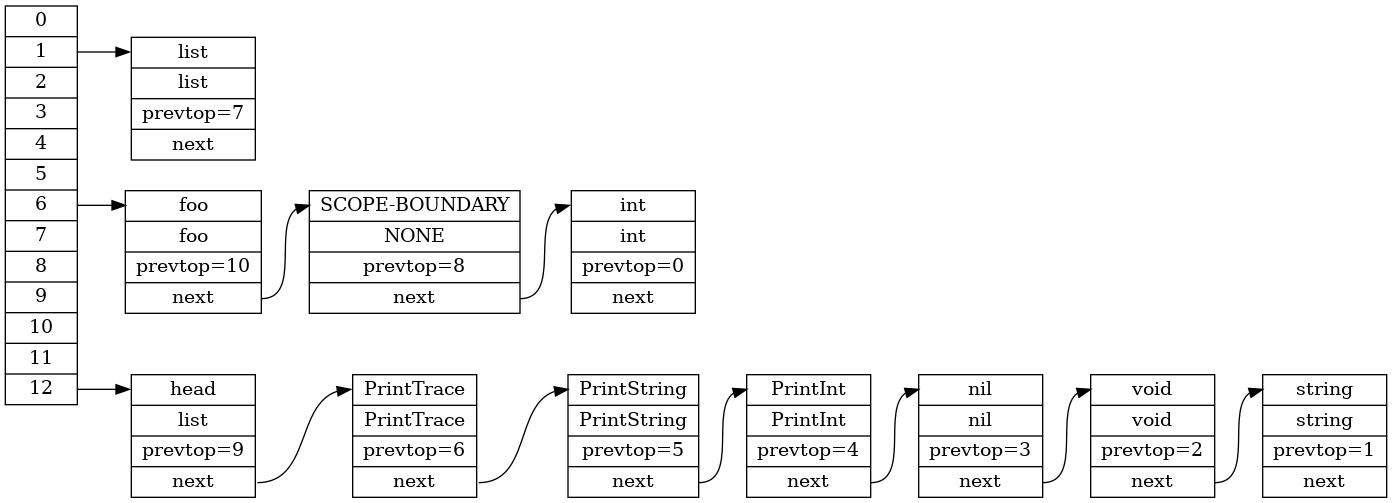 0
1
2
3
4
5
6
7
8
9
10
11
12
list
list
prevtop=7
next
foo
foo
prevtop=10
next
SCOPE-BOUNDARY
NONE
prevtop=8
next
int
int
prevtop=0
next
head
list
prevtop=9
next
PrintTrace
PrintTrace
prevtop=6
next
PrintString
PrintString
prevtop=5
next
PrintInt
PrintInt
prevtop=4
next
nil
nil
prevtop=3
next
void
void
prevtop=2
next
string
string
prevtop=1
next